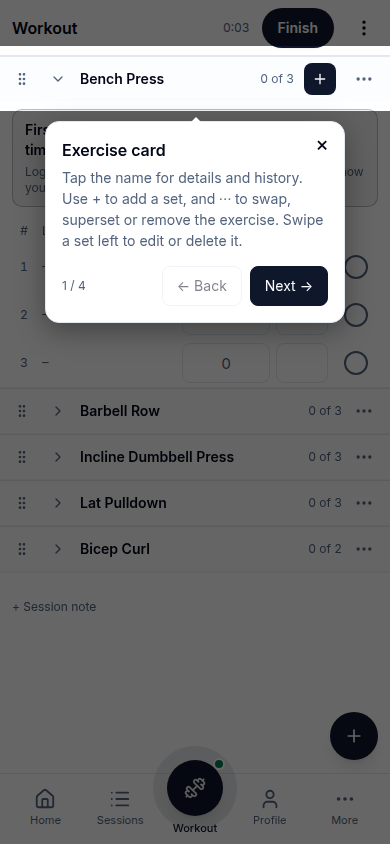 Workout
0:03
Finish
Bench Press
0 of 3
Exercise card
Tap the name for details and history.
Use + to add a set, and ··· to swap,
superset or remove the exercise. Swipe
a set left to edit or delete it.
1 / 4
← Back
Next →
#
1
2
3
–
0
Barbell Row
0 of 3
Incline Dumbbell Press
0 of 3
Lat Pulldown
0 of 3
Bicep Curl
0 of 2
+ Session note
Home
Sessions
Workout
Profile
More